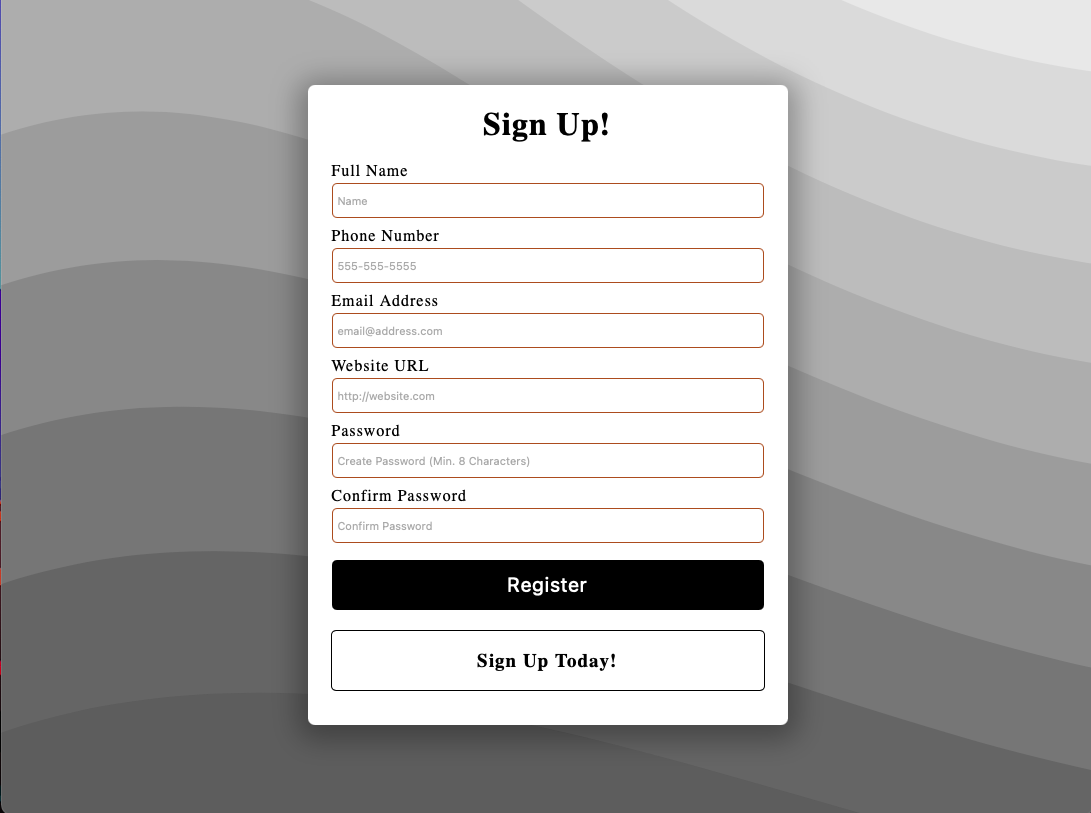 Sign Up!
Full Name
Name
Phone Number
555-555-5555
Email Address
email@address.com
Website URL
http://website.com
Password
Create Password (Min. 8 Characters)
Confirm Password
Confirm Password
Register
Sign Up Today!